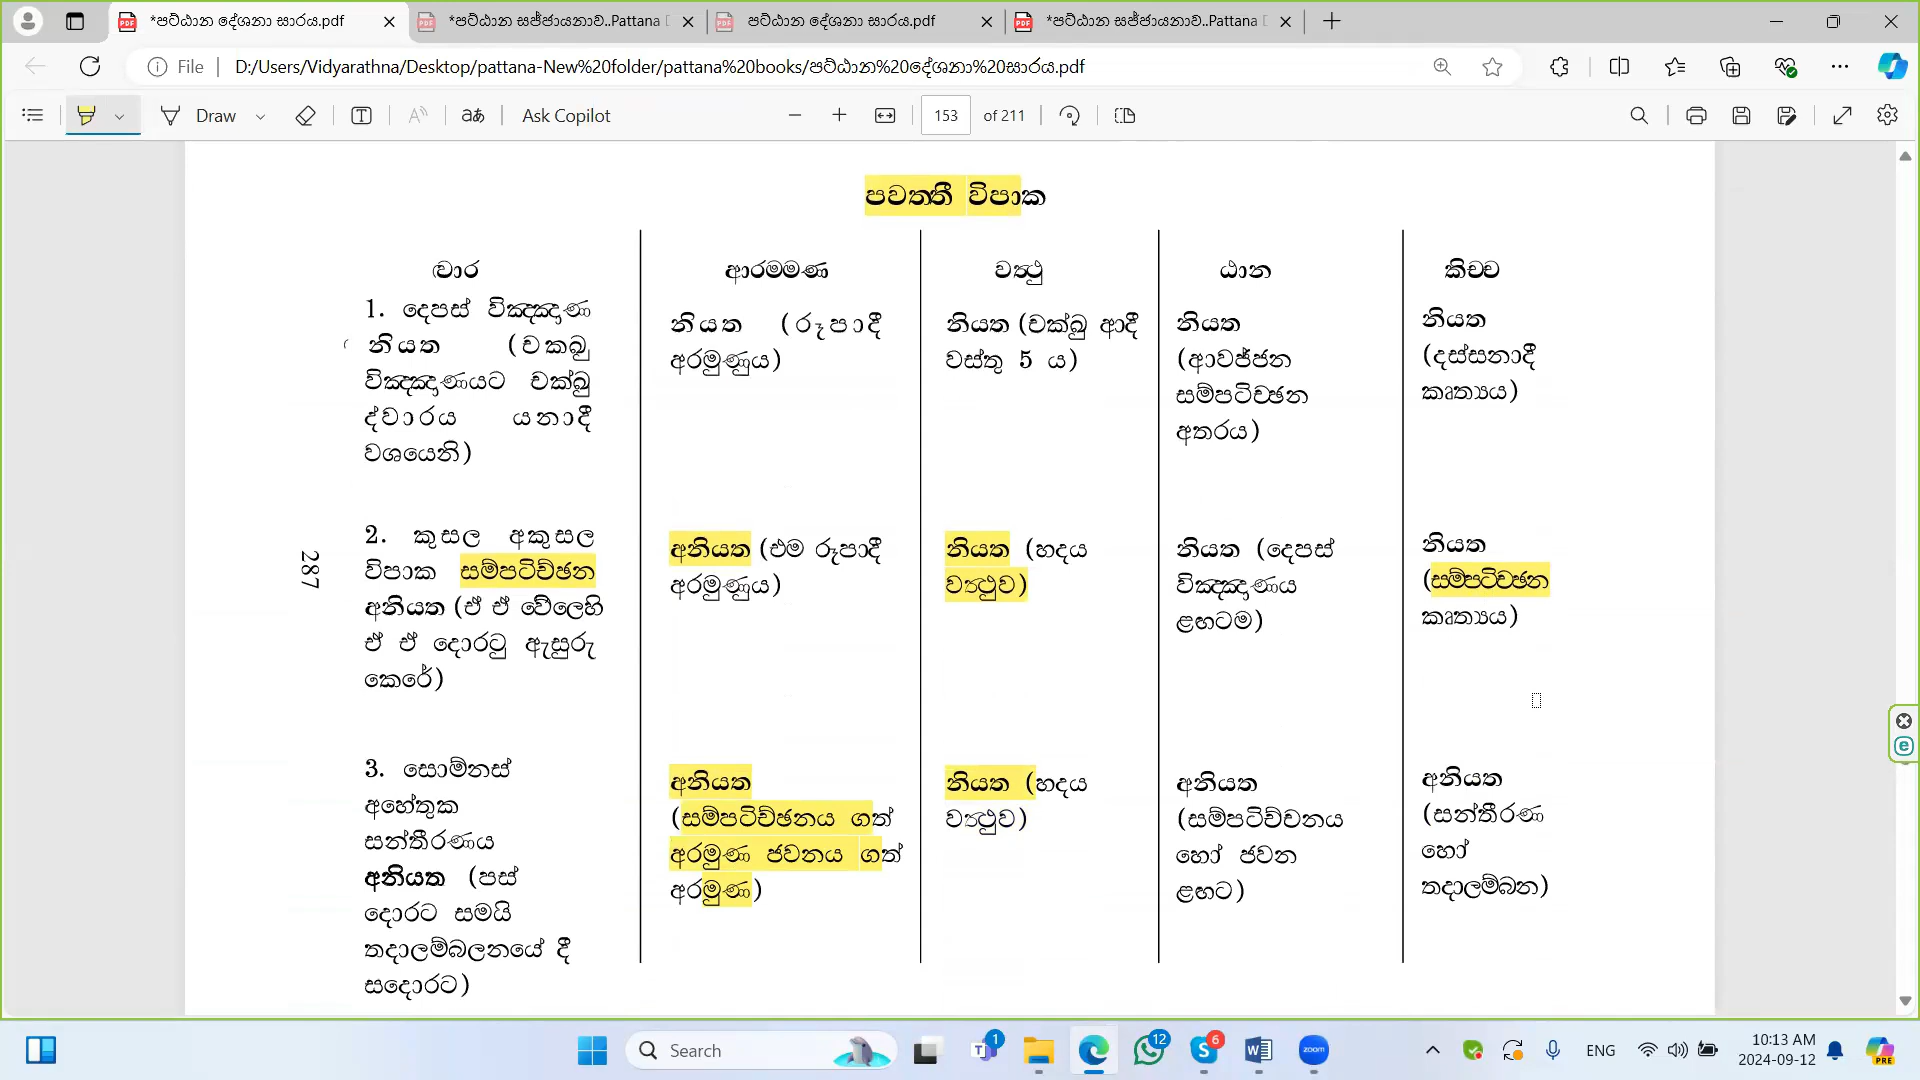 *පට්ඨාන දේශනා සාරය.pdf
*පට්ඨාන සජ්ඣායනාව..Pattana
පට්ඨාන දේශනා සාරය.pdf
*පට්ඨාන සජ්ඣායනාව..Pattana
File
D:/Users/Vidyarathna/Desktop/pattana-New%20folder/pattana%20books/පට්ඨාන%20දේශනා%20සාරය.pdf
Draw
Ask Copilot
153 of 211
පවත්තී විපාක
ද්වාර
1. දෙපස් විඤ්ඤාණ
නියත (චක්ඛු
විඤ්ඤාණයට චක්ඛු
ද්වාරය යනාදී
වශයෙනි)
ආරම්මණ
නියත (රූපාදී
අරමුණුය)
වත්ථු
නියත (චක්ඛු ආදී
වස්තු 5 ය)
ඨාන
නියත
(ආවජ්ජන
සම්පටිච්ඡන
අතරය)
කිච්ච
නියත
(දස්සනාදී
කෘත්‍යය)
2. කුසල අකුසල
විපාක සම්පටිච්ඡන
අනියත (ඒ ඒ වේලෙහි
ඒ ඒ දොරටු ඇසුරු
කෙරේ)
අනියත (එම රූපාදී
අරමුණුය)
නියත (හදය
වත්ථුව)
නියත (දෙපස්
විඤ්ඤාණය
ළඟටම)
නියත
(සම්පටිච්ඡන
කෘත්‍යය)
287
3. සොම්නස්
අහේතුක
සන්තීරණය
අනියත (පස්
දොරට සමයි
තදාලම්බලනයේ දී
සදොරට)
අනියත
(සම්පටිච්ඡනය ගත්
අරමුණ ජවනය ගත්
අරමුණ)
නියත (හදය
වත්ථුව)
අනියත
(සම්පටිච්චනය
හෝ ජවන
ළඟට)
අනියත
(සන්තීරණ
හෝ
තදාලම්බන)
Search
1
12
6
zoom
ENG
10:13 AM
2024-09-12
PRE